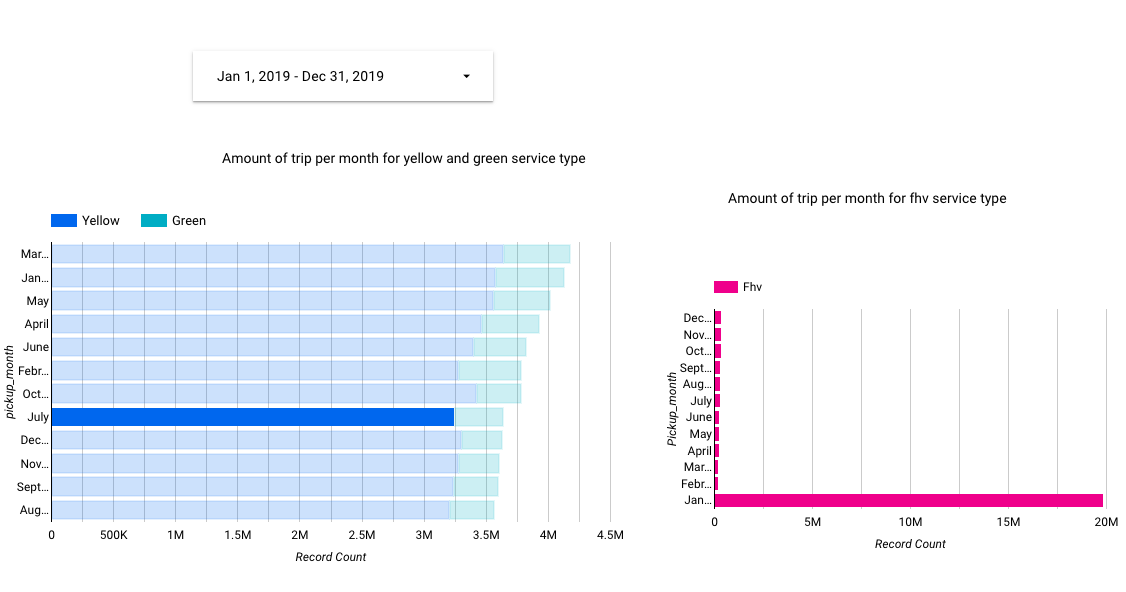 Jan 1, 2019 - Dec 31, 2019
Amount of trip per month for yellow and green service type
Yellow Green
pickup_month
Mar...
Jan...
May
April
June
Febr...
Oct...
July
Dec...
Nov...
Sept...
Aug...
0 500K 1M 1.5M 2M 2.5M 3M 3.5M 4M 4.5M
Record Count
Amount of trip per month for fhv service type
Fhv
Pickup_month
Dec...
Nov...
Oct...
Sept...
Aug...
July
June
May
April
Mar...
Febr...
Jan...
0 5M 10M 15M 20M
Record Count